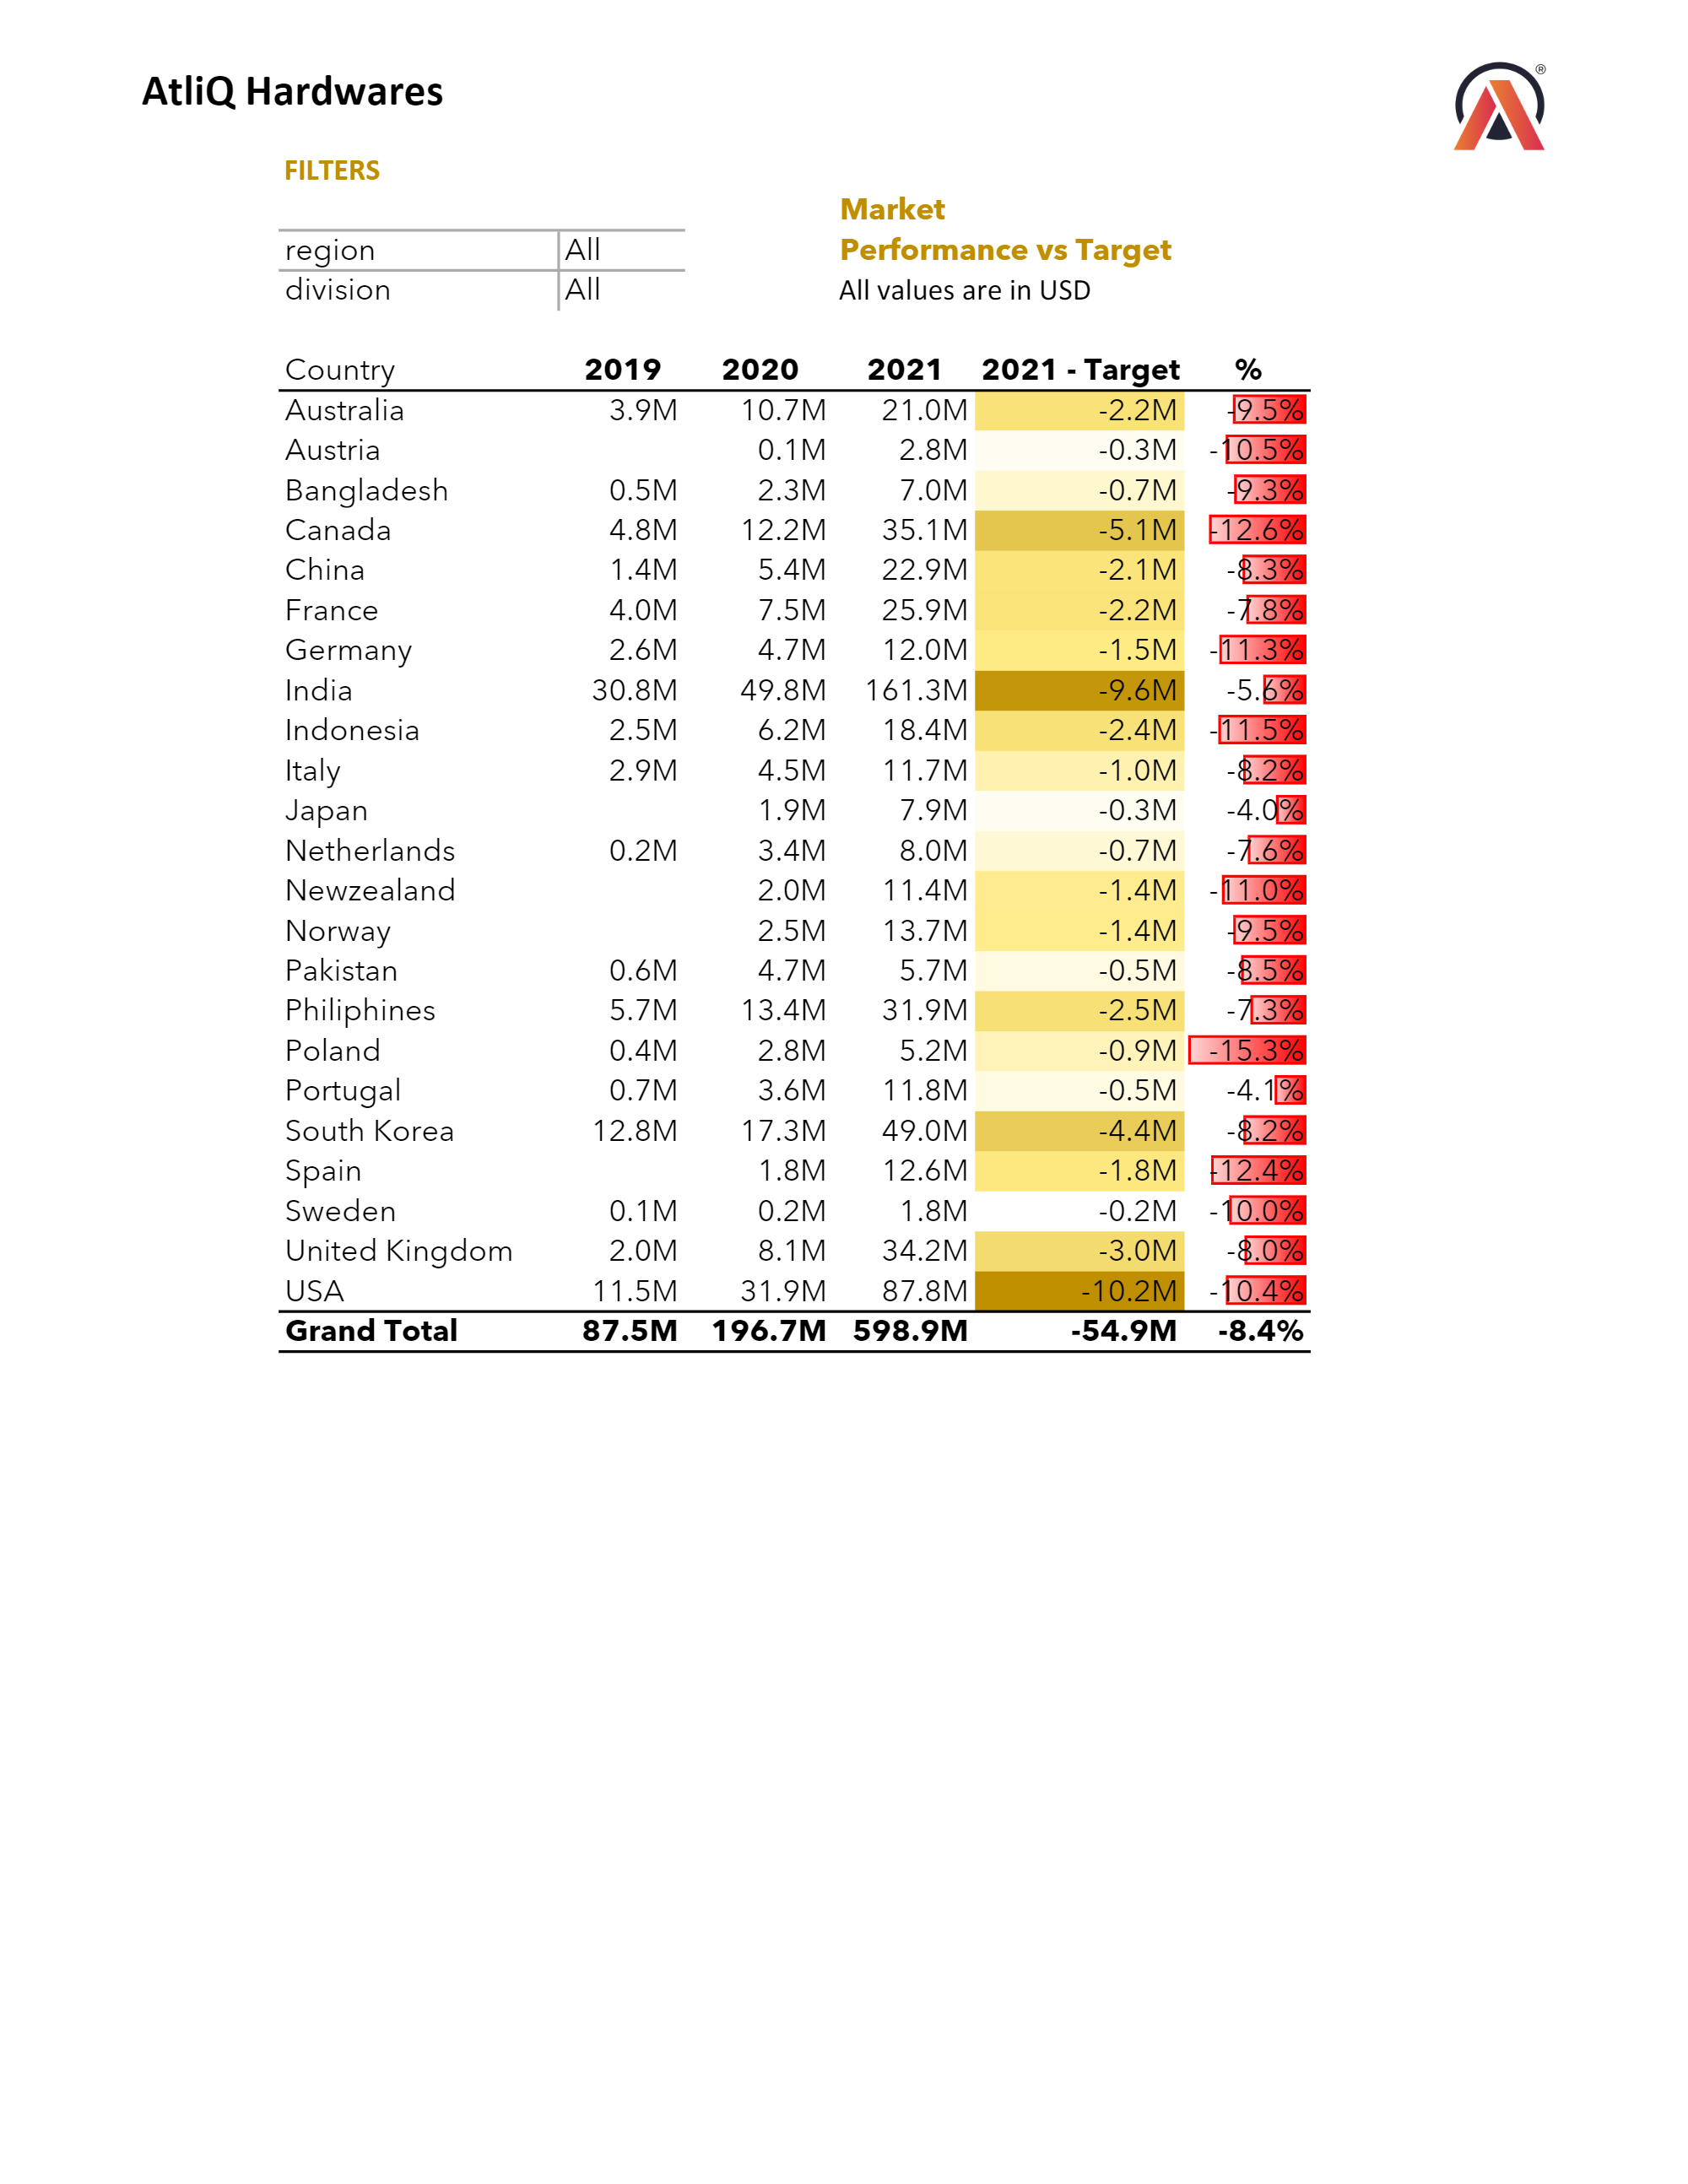 AtliQ Hardwares
®
FILTERS
Market
region All Performance vs Target
division All All values are in USD
Country 2019 2020 2021 2021 - Target %
Australia 3.9M 10.7M 21.0M -2.2M -9.5%
Austria 0.1M 2.8M -0.3M -10.5%
Bangladesh 0.5M 2.3M 7.0M -0.7M -9.3%
Canada 4.8M 12.2M 35.1M -5.1M -12.6%
China 1.4M 5.4M 22.9M -2.1M -8.3%
France 4.0M 7.5M 25.9M -2.2M -7.8%
Germany 2.6M 4.7M 12.0M -1.5M -11.3%
India 30.8M 49.8M 161.3M -9.6M -5.6%
Indonesia 2.5M 6.2M 18.4M -2.4M -11.5%
Italy 2.9M 4.5M 11.7M -1.0M -8.2%
Japan 1.9M 7.9M -0.3M -4.0%
Netherlands 0.2M 3.4M 8.0M -0.7M -7.6%
Newzealand 2.0M 11.4M -1.4M -11.0%
Norway 2.5M 13.7M -1.4M -9.5%
Pakistan 0.6M 4.7M 5.7M -0.5M -8.5%
Philiphines 5.7M 13.4M 31.9M -2.5M -7.3%
Poland 0.4M 2.8M 5.2M -0.9M -15.3%
Portugal 0.7M 3.6M 11.8M -0.5M -4.1%
South Korea 12.8M 17.3M 49.0M -4.4M -8.2%
Spain 1.8M 12.6M -1.8M -12.4%
Sweden 0.1M 0.2M 1.8M -0.2M -10.0%
United Kingdom 2.0M 8.1M 34.2M -3.0M -8.0%
USA 11.5M 31.9M 87.8M -10.2M -10.4%
Grand Total 87.5M 196.7M 598.9M -54.9M -8.4%